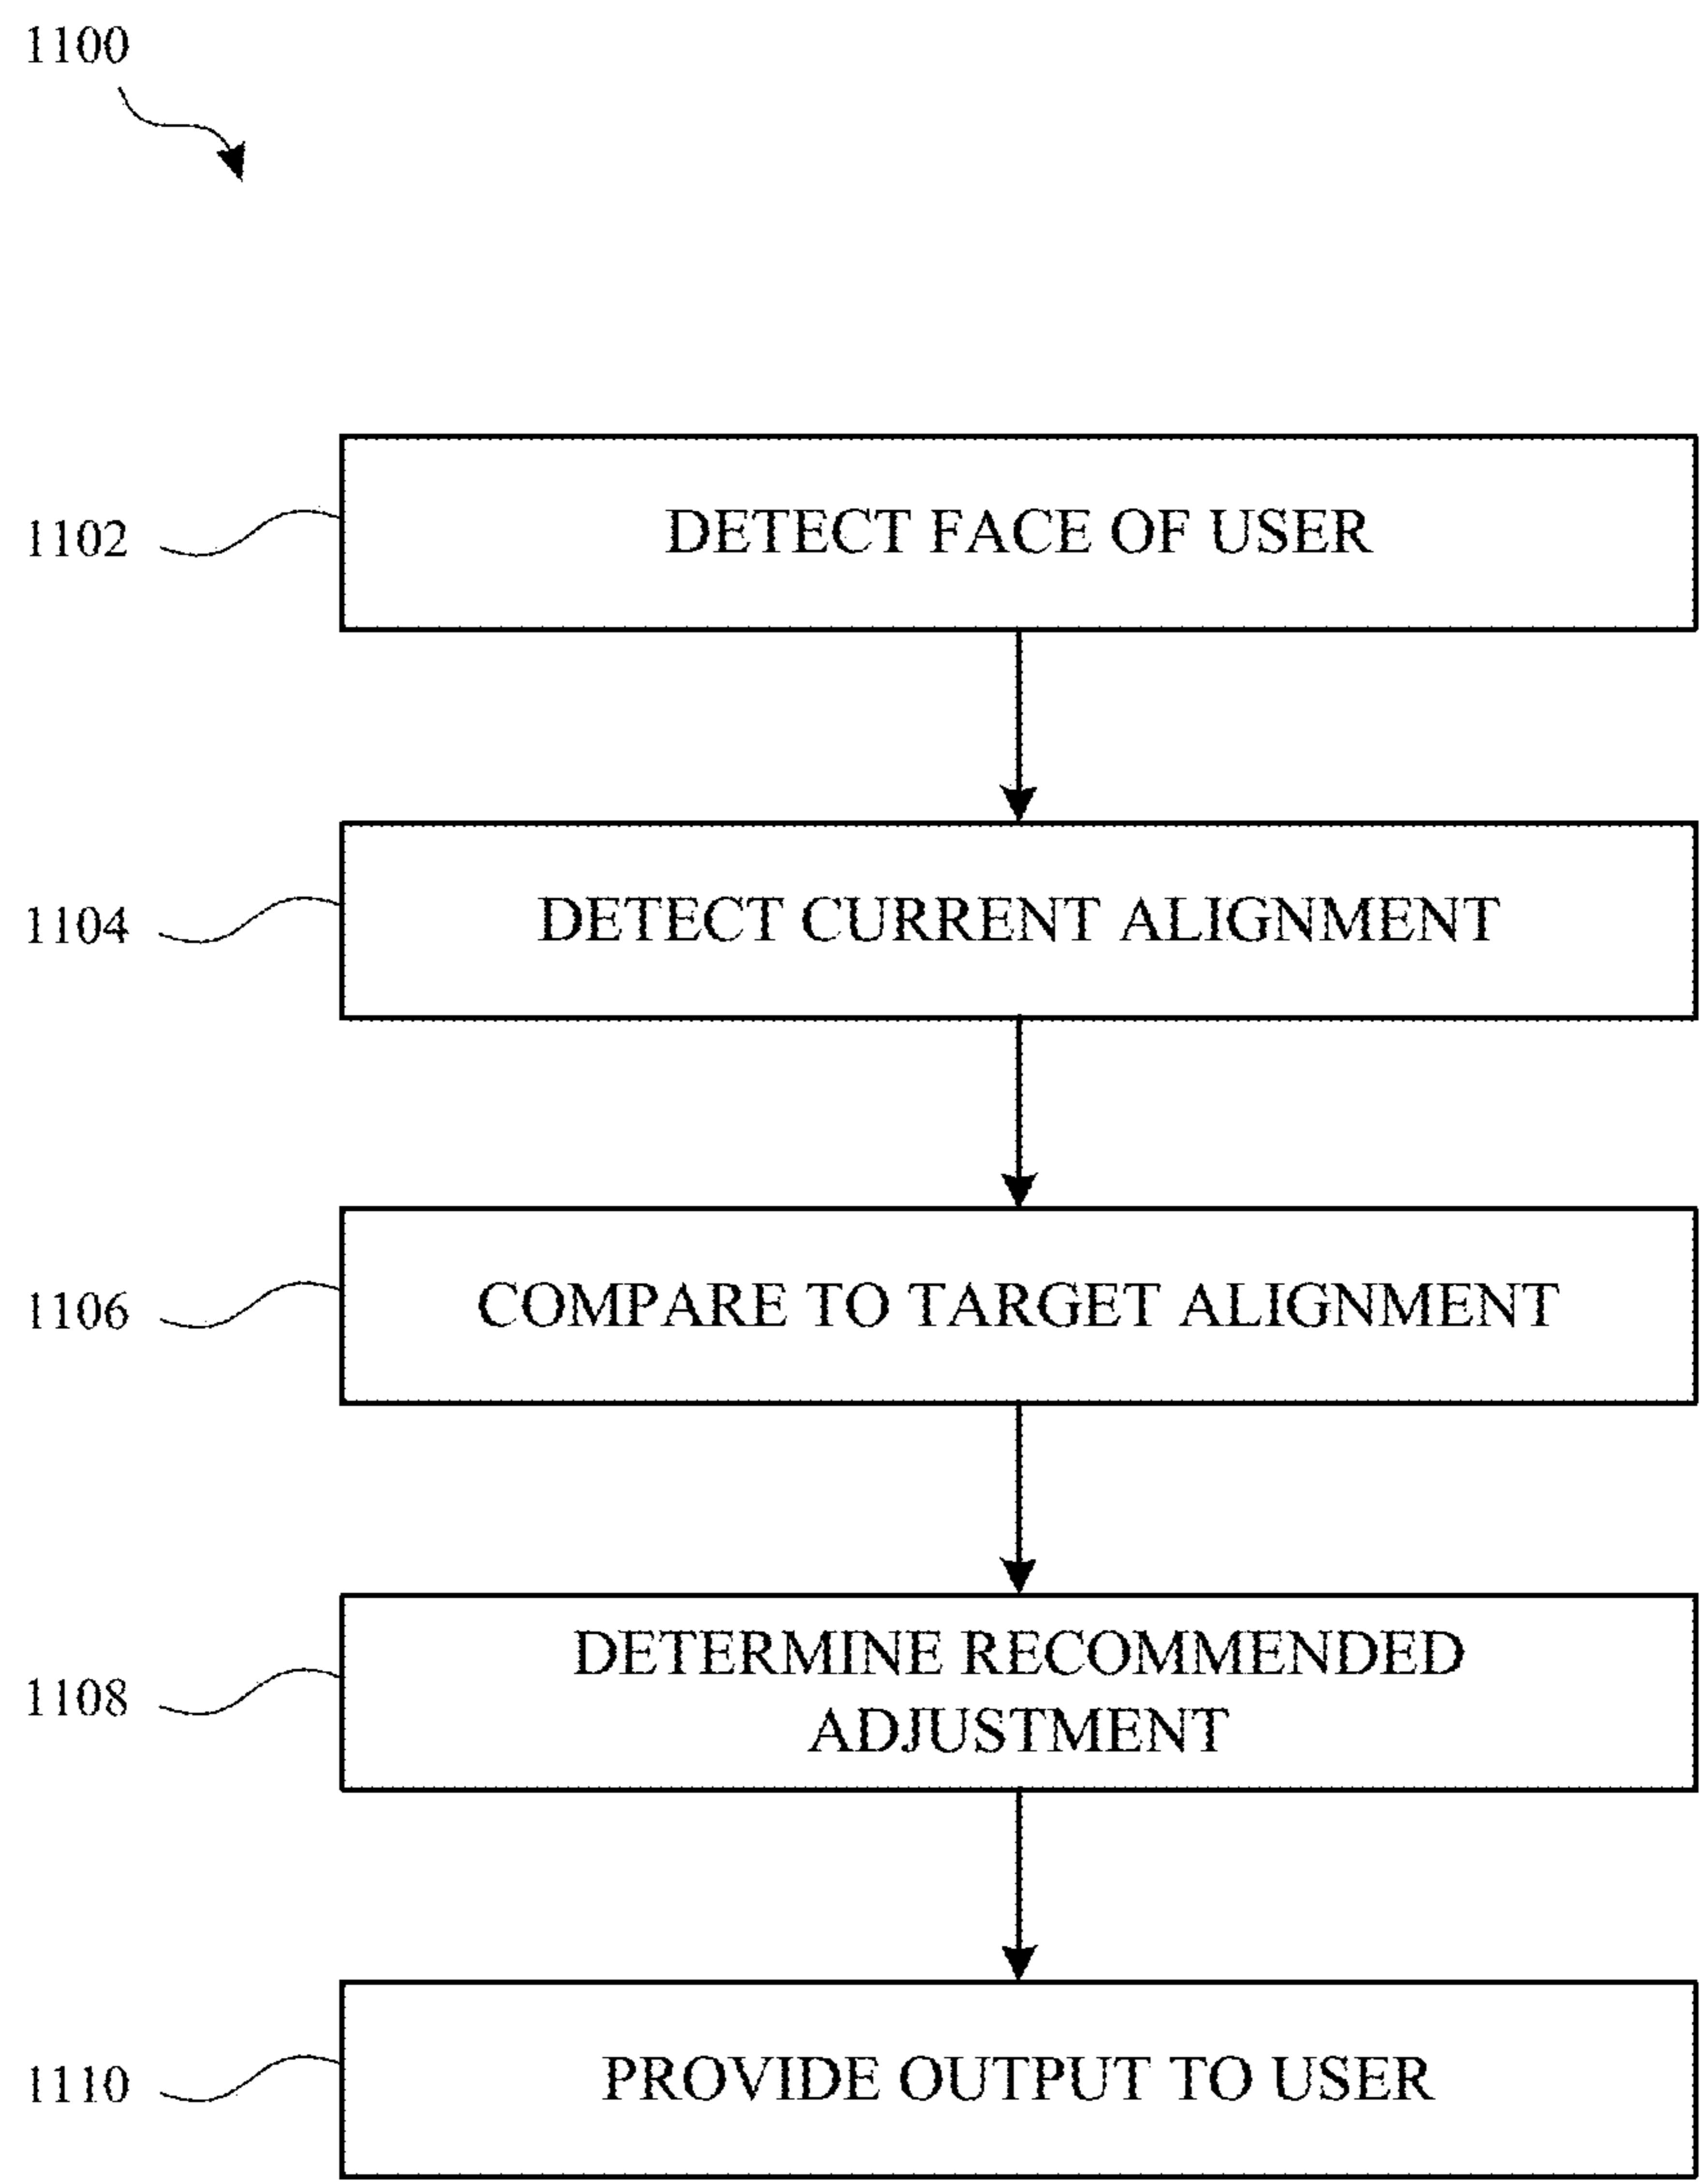 1100
1102
DETECT FACE OF USER
1104
DETECT CURRENT ALIGNMENT
1106
COMPARE TO TARGET ALIGNMENT
1108
DETERMINE RECOMMENDED
ADJUSTMENT
1110
PROVIDE OUTPUT TO USER